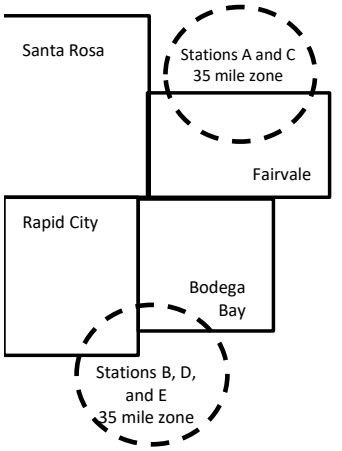 Santa Rosa
Stations A and C
35 mile zone
Fairvale
Rapid City
Bodega
Bay
Stations B, D,
and E
35 mile zone